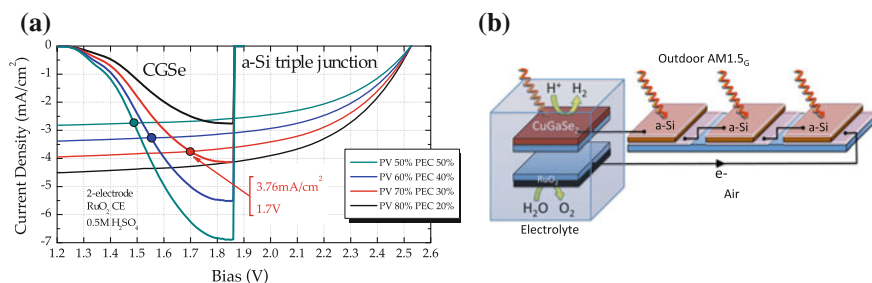 (a)
0
-1
-2
-3
-4
-5
-6
-7
Current Density (mA/cm²)
CGSe
a-Si triple junction
2-electrode
RuO₂ CE
0.5M H₂SO₄
3.76mA/cm²
1.7V
PV 50% PEC 50%
PV 60% PEC 40%
PV 70% PEC 30%
PV 80% PEC 20%
1.2 1.3 1.4 1.5 1.6 1.7 1.8 1.9 2.0 2.1 2.2 2.3 2.4 2.5 2.6
Bias (V)
(b)
Outdoor AM1.5G
H⁺ H₂
CuGaSe₂
a-Si a-Si a-Si
RuO₂
e-
H₂O O₂
Air
Electrolyte